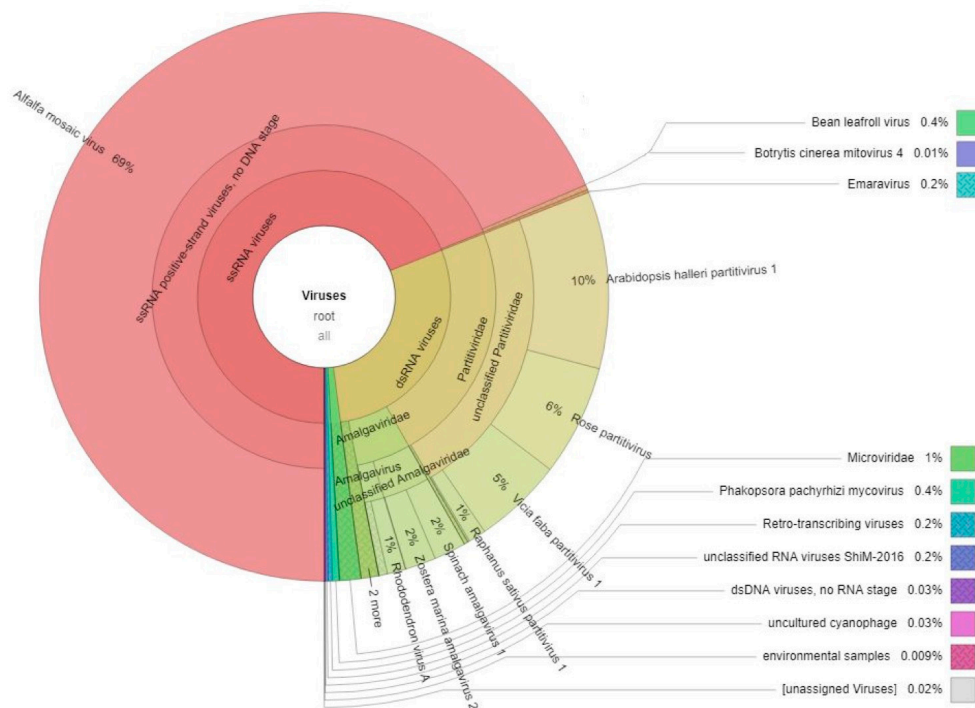 Alfalfa mosaic virus 69%
ssRNA positive-strand viruses, no DNA stage
ssRNA viruses
Viruses
root
all
dsRNA viruses
Partitiviridae
unclassified Partitiviridae
Amalgaviridae
Amalgavirus
unclassified Amalgaviridae
Bean leafroll virus 0.4%
Botrytis cinerea mitovirus 4 0.01%
Emaravirus 0.2%
10% Arabidopsis halleri partitivirus 1
6% Rose partitivirus
5% Vicia faba partitivirus 1
1% Raphanus sativus partitivirus 1
2% Spinach amalgavirus 1
2% Zostera marina amalgavirus 2
1% Rhododendron virus A
2 more
Microviridae 1%
Phakopsora pachyrhizi mycovirus 0.4%
Retro-transcribing viruses 0.2%
unclassified RNA viruses ShiM-2016 0.2%
dsDNA viruses, no RNA stage 0.03%
uncultured cyanophage 0.03%
environmental samples 0.009%
[unassigned Viruses] 0.02%